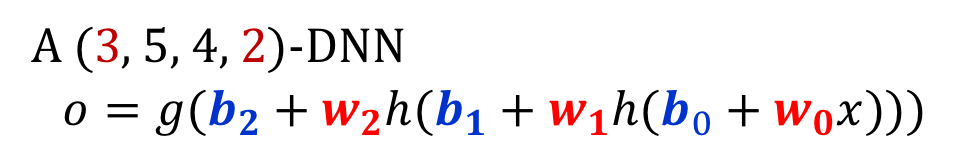 A (3, 5, 4, 2)-DNN
o = g(b₂ + w₂h(b₁ + w₁h(b₀ + w₀x)))